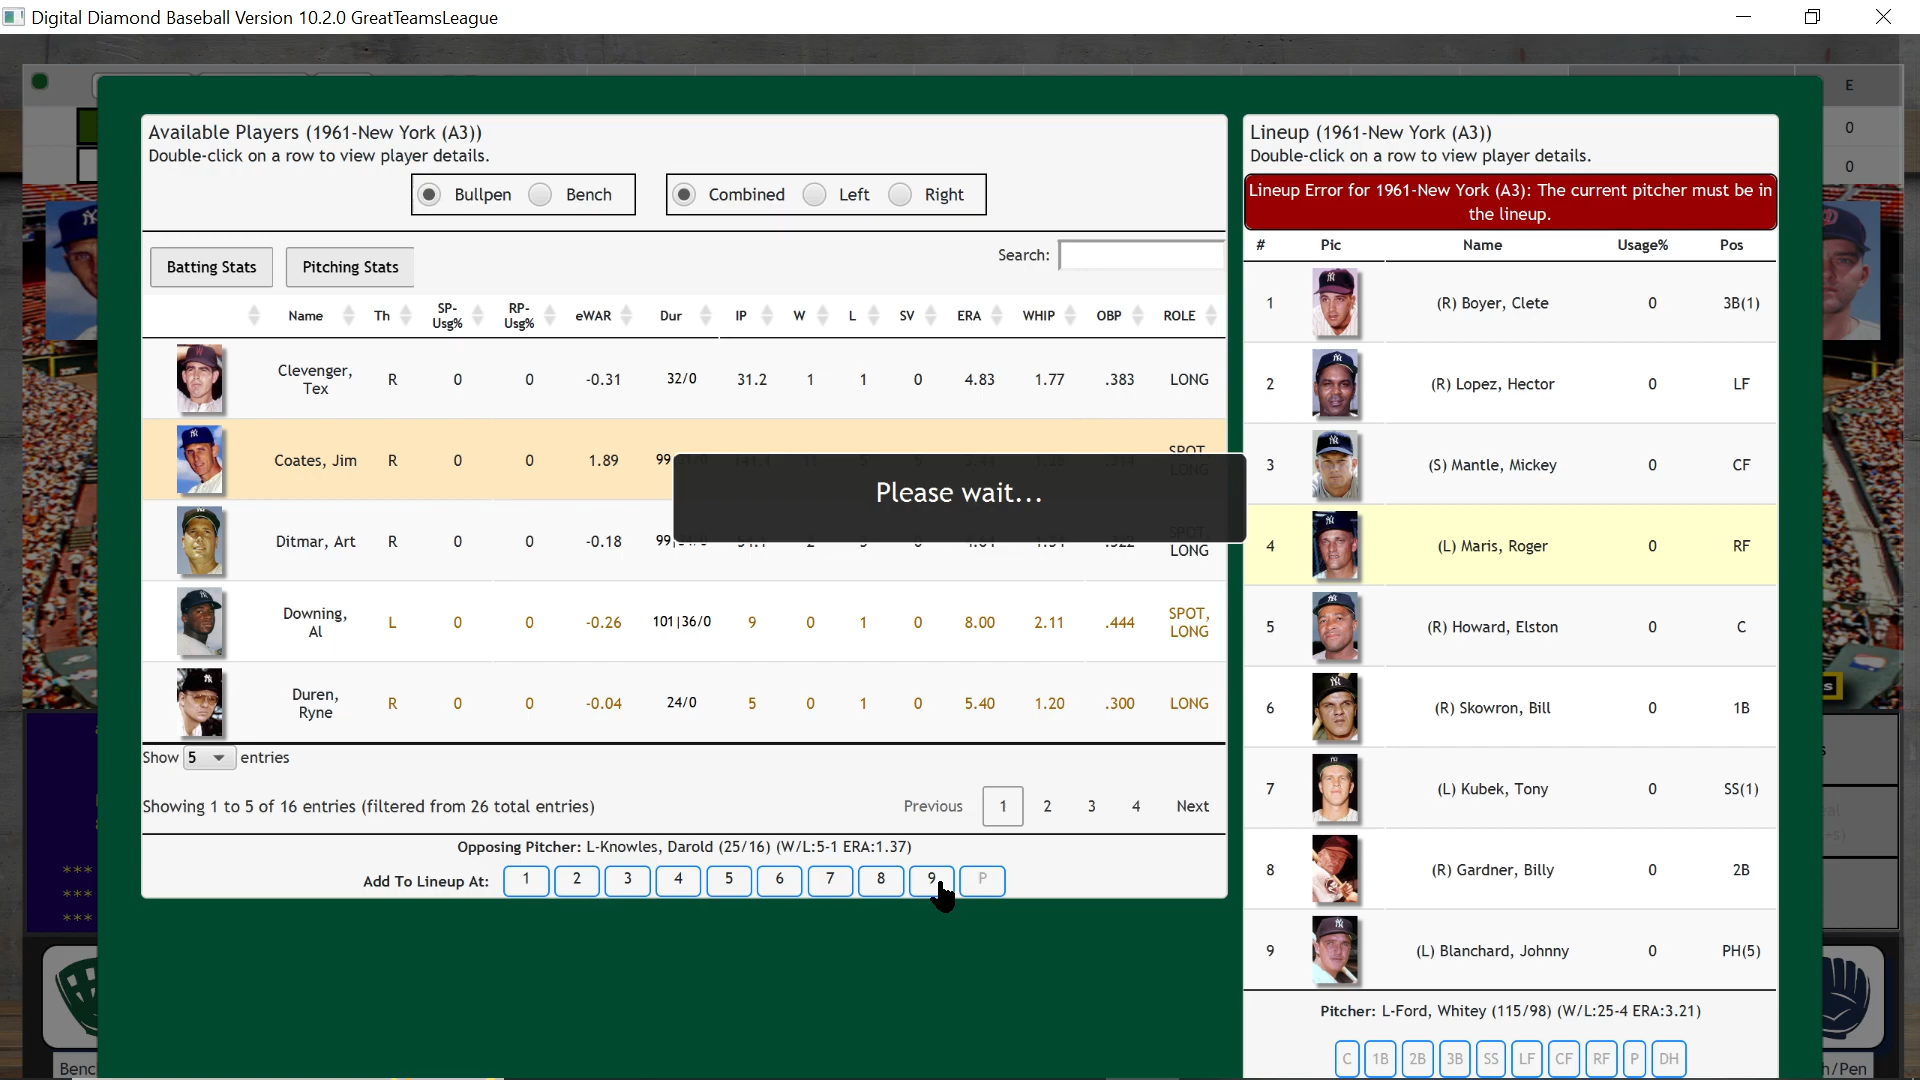 Digital Diamond Baseball Version 10.2.0 GreatTeamsLeague
E
0
0
Available Players (1961-New York (A3))
Double-click on a row to view player details.
Bullpen Bench Combined Left Right
Batting Stats Pitching Stats Search:
Name Th SP-Usg% RP-Usg% eWAR Dur IP W L SV ERA WHIP OBP ROLE
Clevenger, Tex R 0 0 -0.31 32/0 31.2 1 1 0 4.83 1.77 .383 LONG
Coates, Jim R 0 0 1.89 99 SPOT
Ditmar, Art R 0 0 -0.18 99 LONG
Downing, Al L 0 0 -0.26 101|36/0 9 0 1 0 8.00 2.11 .444 SPOT, LONG
Duren, Ryne R 0 0 -0.04 24/0 5 0 1 0 5.40 1.20 .300 LONG
Please wait...
Show 5 entries
Showing 1 to 5 of 16 entries (filtered from 26 total entries) Previous 1 2 3 4 Next
Opposing Pitcher: L-Knowles, Darold (25/16) (W/L:5-1 ERA:1.37)
Add To Lineup At: 1 2 3 4 5 6 7 8 9 P
Lineup (1961-New York (A3))
Double-click on a row to view player details.
Lineup Error for 1961-New York (A3): The current pitcher must be in
the lineup.
# Pic Name Usage% Pos
1 (R) Boyer, Clete 0 3B(1)
2 (R) Lopez, Hector 0 LF
3 (S) Mantle, Mickey 0 CF
4 (L) Maris, Roger 0 RF
5 (R) Howard, Elston 0 C
6 (R) Skowron, Bill 0 1B
7 (L) Kubek, Tony 0 SS(1)
8 (R) Gardner, Billy 0 2B
9 (L) Blanchard, Johnny 0 PH(5)
Pitcher: L-Ford, Whitey (115/98) (W/L:25-4 ERA:3.21)
C 1B 2B 3B SS LF CF RF P DH
***
***
***
Benc
h/Pen